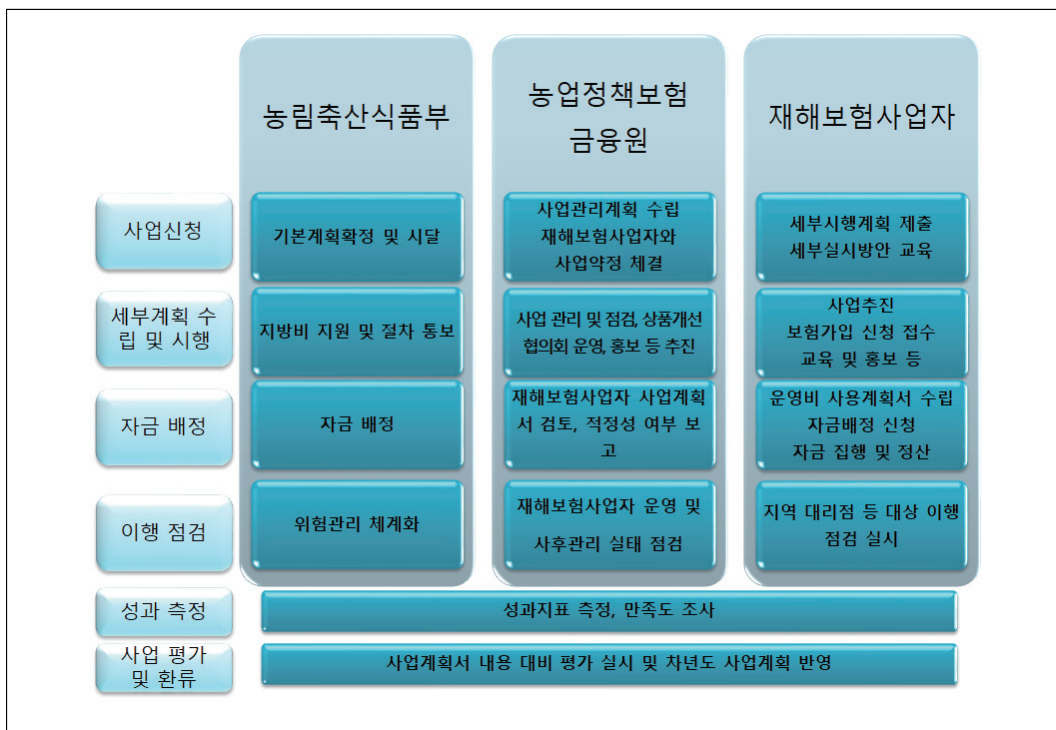 농림축산식품부
농업정책보험
금융원
재해보험사업자
사업신청
기본계획확정 및 시달
사업관리계획 수립
재해보험사업자와
사업약정 체결
세부시행계획 제출
세부실시방안 교육
세부계획 수
립 및 시행
지방비 지원 및 절차 통보
사업 관리 및 점검, 상품개선
협의회 운영, 홍보 등 추진
사업추진
보험가입 신청 접수
교육 및 홍보 등
자금 배정
자금 배정
재해보험사업자 사업계획
서 검토, 적정성 여부 보
고
운영비 사용계획서 수립
자금배정 신청
자금 집행 및 정산
이행 점검
위험관리 체계화
재해보험사업자 운영 및
사후관리 실태 점검
지역 대리점 등 대상 이행
점검 실시
성과 측정
성과지표 측정, 만족도 조사
사업 평가
및 환류
사업계획서 내용 대비 평가 실시 및 차년도 사업계획 반영